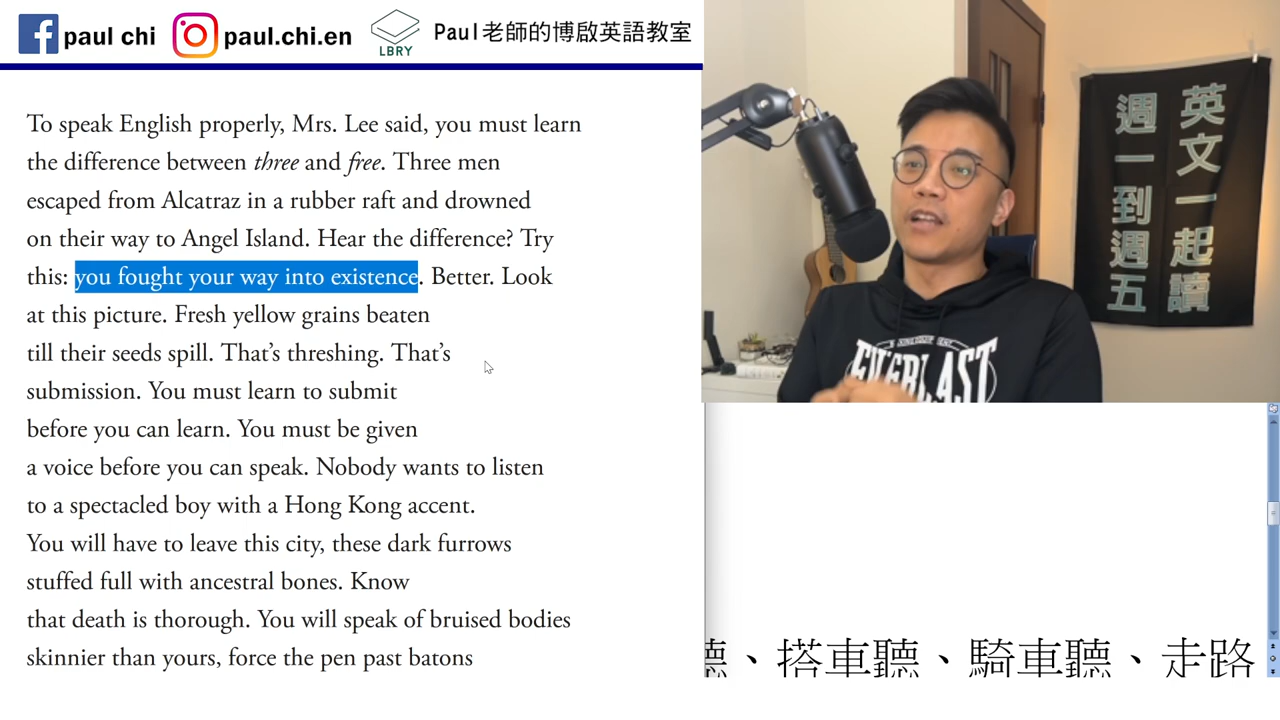 paul chi
paul.chi.en
LBRY
Paul老師的博啟英語教室
To speak English properly, Mrs. Lee said, you must learn
the difference between three and free. Three men
escaped from Alcatraz in a rubber raft and drowned
on their way to Angel Island. Hear the difference? Try
this: you fought your way into existence. Better. Look
at this picture. Fresh yellow grains beaten
till their seeds spill. That’s threshing. That’s
submission. You must learn to submit
before you can learn. You must be given
a voice before you can speak. Nobody wants to listen
to a spectacled boy with a Hong Kong accent.
You will have to leave this city, these dark furrows
stuffed full with ancestral bones. Know
that death is thorough. You will speak of bruised bodies
skinnier than yours, force the pen past batons
英文一起讀
週一到週五
EVERLAST
聽、搭車聽、騎車聽、走路